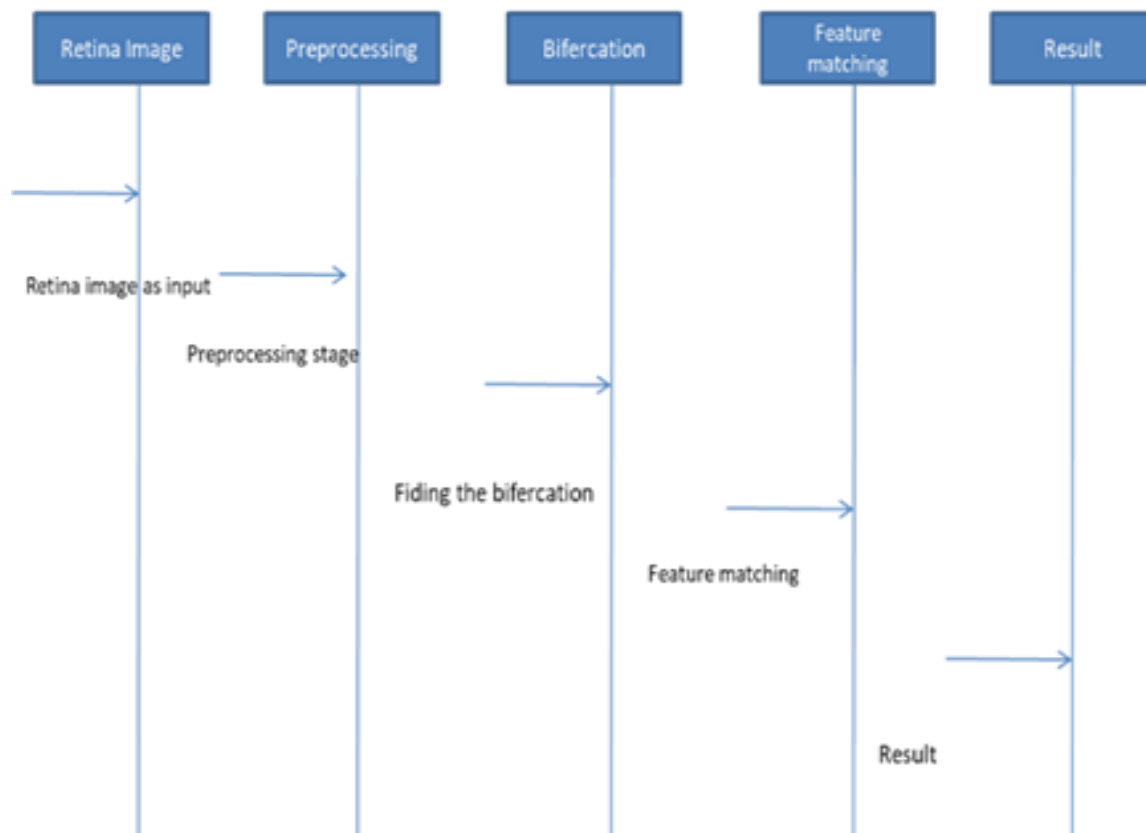 Retina Image
Preprocessing
Bifercation
Feature
matching
Result
Retina image as input
Preprocessing stage
Fiding the bifercation
Feature matching
Result